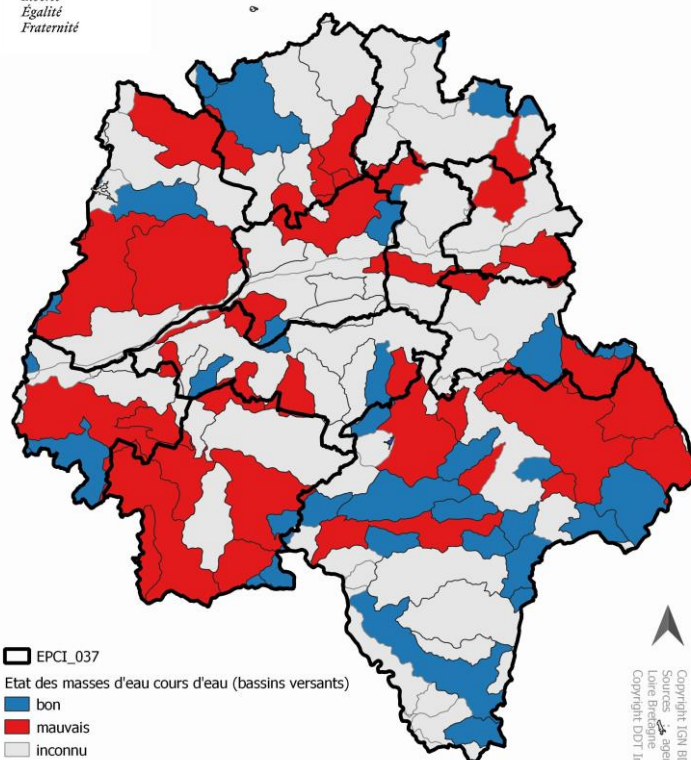 Égalité
Fraternité
EPCI_037
Etat des masses d'eau cours d'eau (bassins versants)
bon
mauvais
inconnu
Copyright IGN
Sources : agen
Loire Bretagne
Copyright DDT